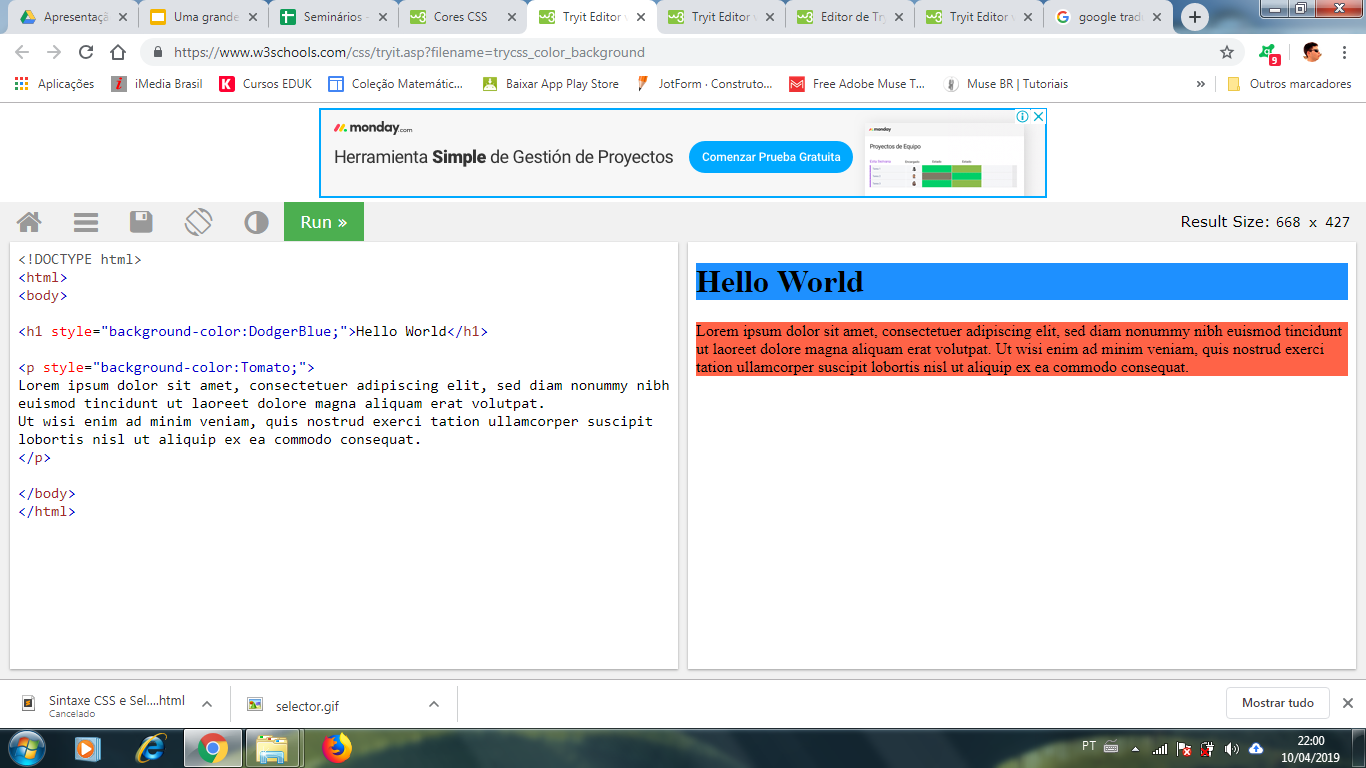 Apresentaçã
Uma grande
Seminários -
Cores CSS
Tryit Editor v
Tryit Editor v
Editor de Try
Tryit Editor v
google trad
https://www.w3schools.com/css/tryit.asp?filename=trycss_color_background
9
Aplicações
iMedia Brasil
Cursos EDUK
Coleção Matemátic...
Baixar App Play Store
JotForm · Construto...
Free Adobe Muse T...
Muse BR | Tutoriais
»
Outros marcadores
monday.com
Herramienta Simple de Gestión de Proyectos
Comenzar Prueba Gratuita
monday
Proyectos de Equipo
Run »
Result Size: 668 x 427
<!DOCTYPE html>
<html>
<body>
<h1 style="background-color:DodgerBlue;">Hello World</h1>
<p style="background-color:Tomato;">
Lorem ipsum dolor sit amet, consectetuer adipiscing elit, sed diam nonummy nibh
euismod tincidunt ut laoreet dolore magna aliquam erat volutpat.
Ut wisi enim ad minim veniam, quis nostrud exerci tation ullamcorper suscipit
lobortis nisl ut aliquip ex ea commodo consequat.
</p>
</body>
</html>
Hello World
Lorem ipsum dolor sit amet, consectetuer adipiscing elit, sed diam nonummy nibh euismod tincidunt
ut laoreet dolore magna aliquam erat volutpat. Ut wisi enim ad minim veniam, quis nostrud exerci
tation ullamcorper suscipit lobortis nisl ut aliquip ex ea commodo consequat.
Sintaxe CSS e Sel....html
Cancelado
selector.gif
Mostrar tudo
PT
22:00
10/04/2019